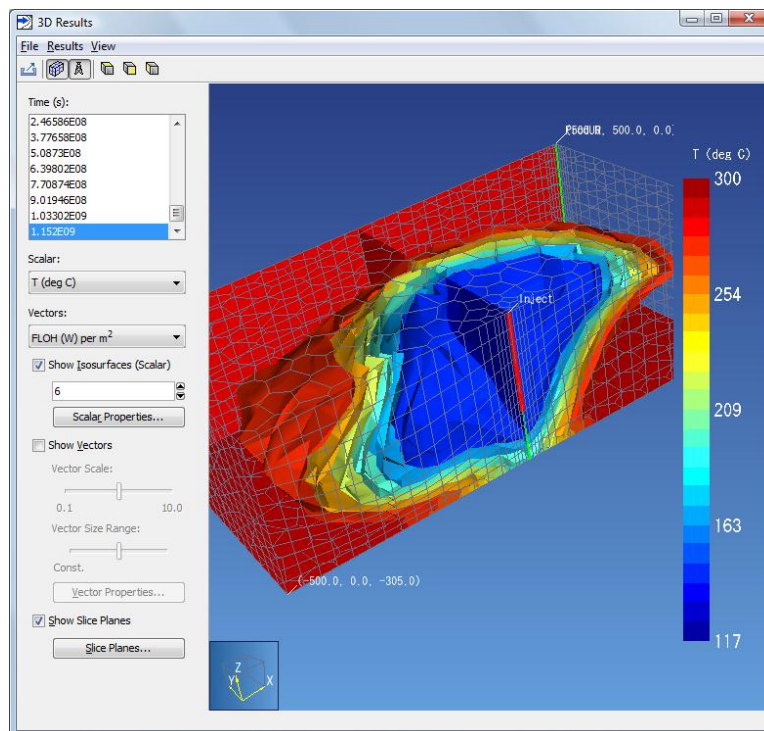 3D Results
File Results View
Time (s):
2.46586E08
3.77658E08
5.0873E08
6.39802E08
7.70874E08
9.01946E08
1.03302E09
1.152E09
Scalar:
T (deg C)
Vectors:
FLOH (W) per m²
Show Isosurfaces (Scalar)
6
Scalar Properties...
Show Vectors
Vector Scale:
0.1 10.0
Vector Size Range:
Const.
Vector Properties...
Show Slice Planes
Slice Planes...
500.0, 0.0
T (deg C)
300
254
209
163
117
Inject
(-500.0, 0.0, -305.0)
Z
Y
X